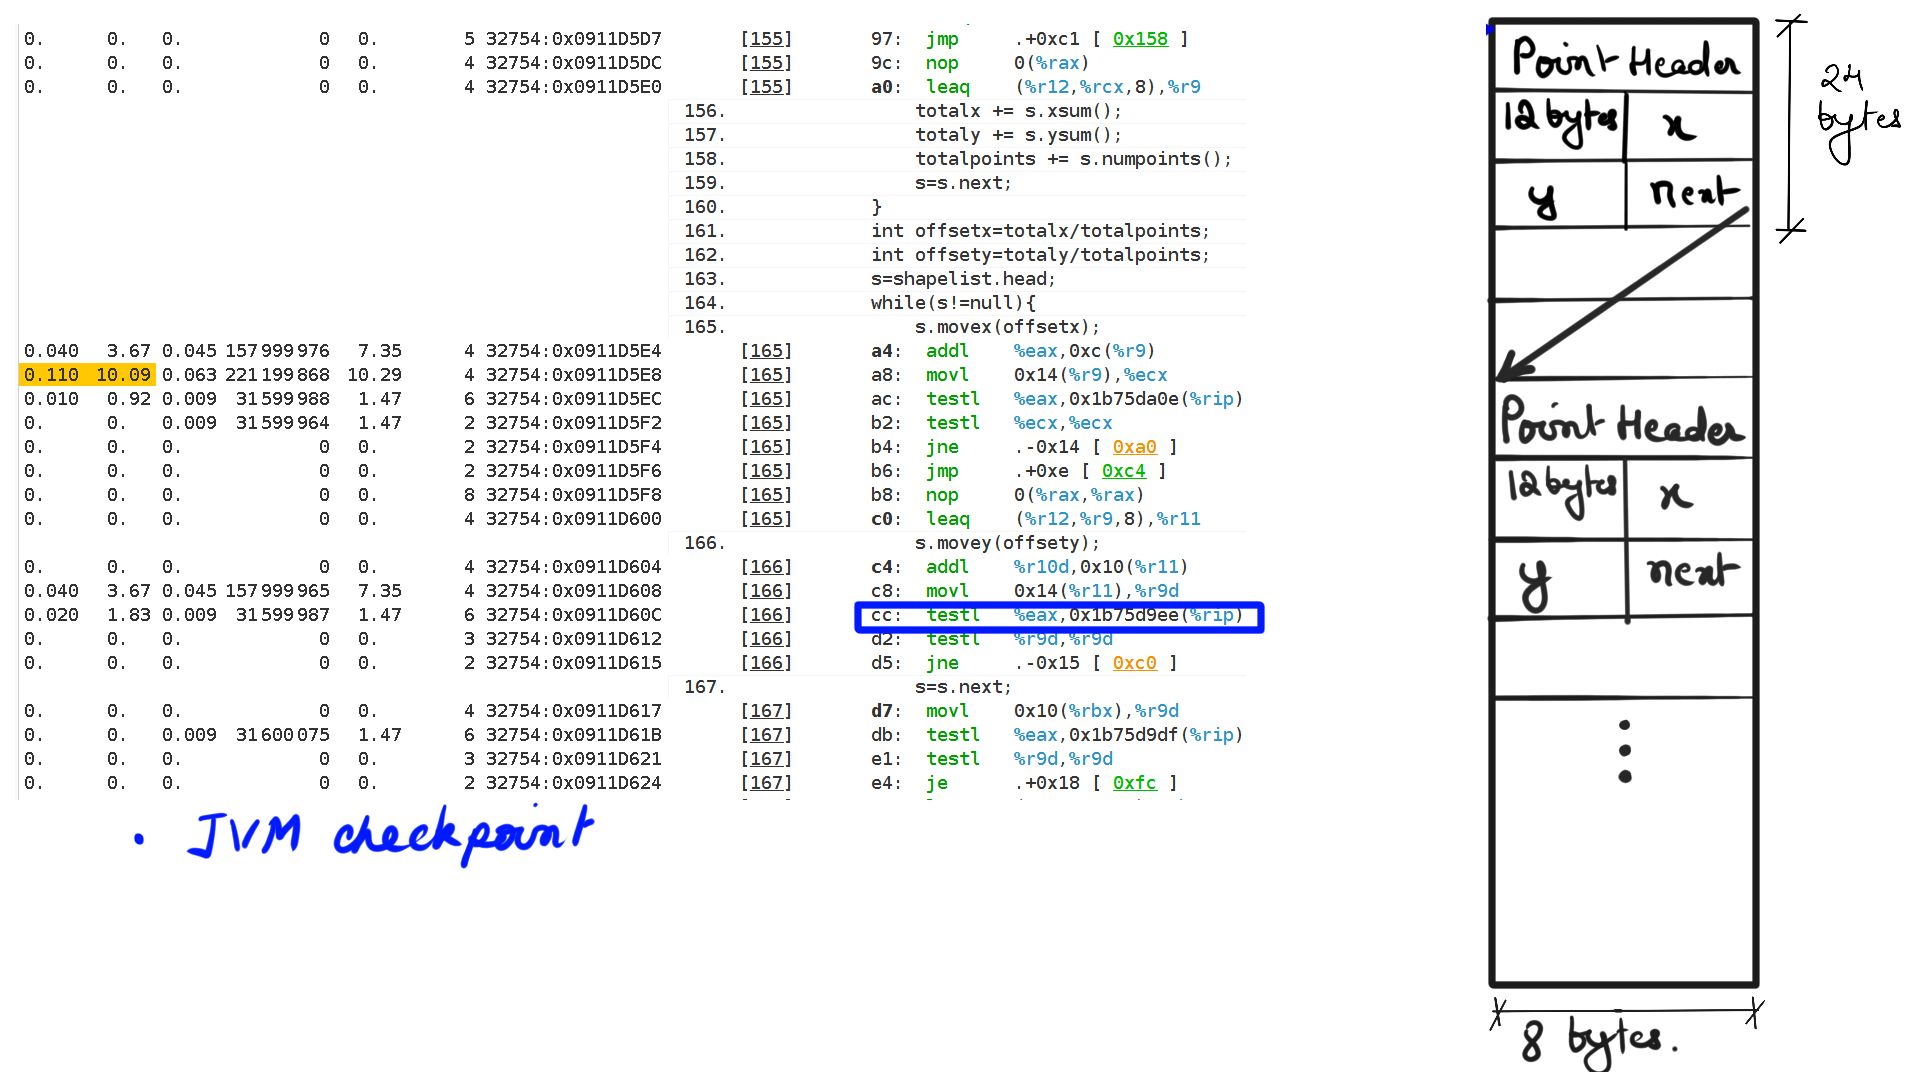 0. 0. 0. 0 0. 5 32754:0x0911D5D7 [155] 97: jmp .+0xc1 [ 0x158 ]
0. 0. 0. 0 0. 4 32754:0x0911D5DC [155] 9c: nop 0(%rax)
0. 0. 0. 0 0. 4 32754:0x0911D5E0 [155] a0: leaq (%r12,%rcx,8),%r9
156. totalx += s.xsum();
157. totaly += s.ysum();
158. totalpoints += s.numpoints();
159. s=s.next;
160. }
161. int offsetx=totalx/totalpoints;
162. int offsety=totaly/totalpoints;
163. s=shapelist.head;
164. while(s!=null){
165. s.movex(offsetx);
0.040 3.67 0.045 157999976 7.35 4 32754:0x0911D5E4 [165] a4: addl %eax,0xc(%r9)
0.110 10.09 0.063 221199868 10.29 4 32754:0x0911D5E8 [165] a8: movl 0x14(%r9),%ecx
0.010 0.92 0.009 31599988 1.47 6 32754:0x0911D5EC [165] ac: testl %eax,0x1b75da0e(%rip)
0. 0. 0.009 31599964 1.47 2 32754:0x0911D5F2 [165] b2: testl %ecx,%ecx
0. 0. 0. 0 0. 2 32754:0x0911D5F4 [165] b4: jne .-0x14 [ 0xa0 ]
0. 0. 0. 0 0. 2 32754:0x0911D5F6 [165] b6: jmp .+0xe [ 0xc4 ]
0. 0. 0. 0 0. 8 32754:0x0911D5F8 [165] b8: nop 0(%rax,%rax)
0. 0. 0. 0 0. 4 32754:0x0911D600 [165] c0: leaq (%r12,%r9,8),%r11
166. s.movey(offsety);
0. 0. 0. 0 0. 4 32754:0x0911D604 [166] c4: addl %r10d,0x10(%r11)
0.040 3.67 0.045 157999965 7.35 4 32754:0x0911D608 [166] c8: movl 0x14(%r11),%r9d
0.020 1.83 0.009 31599987 1.47 6 32754:0x0911D60C [166] cc: testl %eax,0x1b75d9ee(%rip)
0. 0. 0. 0 0. 3 32754:0x0911D612 [166] d2: testl %r9d,%r9d
0. 0. 0. 0 0. 2 32754:0x0911D615 [166] d5: jne .-0x15 [ 0xc0 ]
167. s=s.next;
0. 0. 0. 0 0. 4 32754:0x0911D617 [167] d7: movl 0x10(%rbx),%r9d
0. 0. 0.009 31600075 1.47 6 32754:0x0911D61B [167] db: testl %eax,0x1b75d9df(%rip)
0. 0. 0. 0 0. 3 32754:0x0911D621 [167] e1: testl %r9d,%r9d
0. 0. 0. 0 0. 2 32754:0x0911D624 [167] e4: je .+0x18 [ 0xfc ]
• JVM checkpoint
Point Header
12 bytes x
y next
24
bytes
Point Header
12 bytes x
y next
8 bytes.